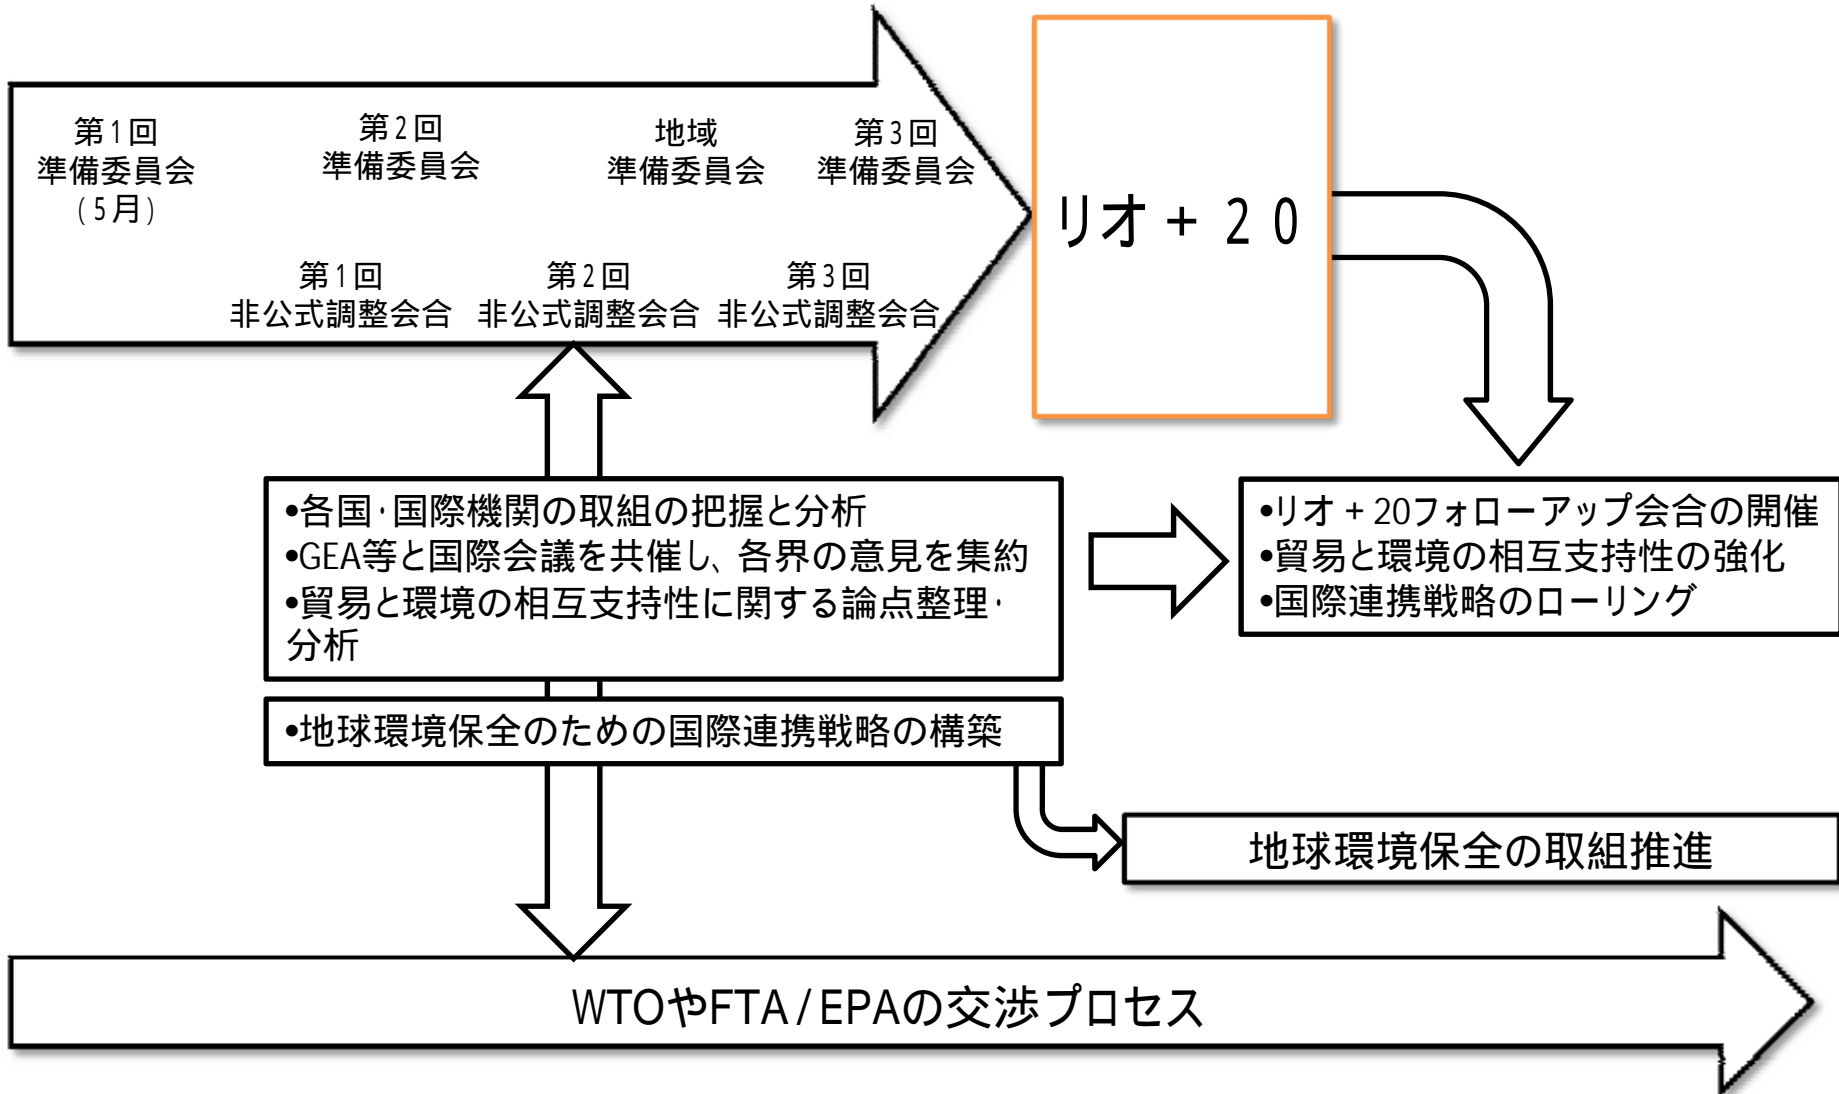 第1回
準備委員会
(5月)
第2回
準備委員会
地域
準備委員会
第3回
準備委員会
第1回
非公式調整会合
第2回
非公式調整会合
第3回
非公式調整会合
リオ+20
•各国・国際機関の取組の把握と分析
•GEA等と国際会議を共催し、各界の意見を集約
•貿易と環境の相互支持性に関する論点整理・
分析
•リオ+20フォローアップ会合の開催
•貿易と環境の相互支持性の強化
•国際連携戦略のローリング
•地球環境保全のための国際連携戦略の構築
地球環境保全の取組推進
WTOやFTA/EPAの交渉プロセス